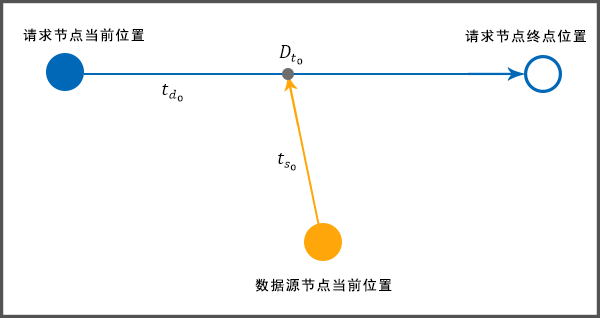 请求节点当前位置
请求节点终点位置
D_{t_0}
t_{d_0}
t_{s_0}
数据源节点当前位置